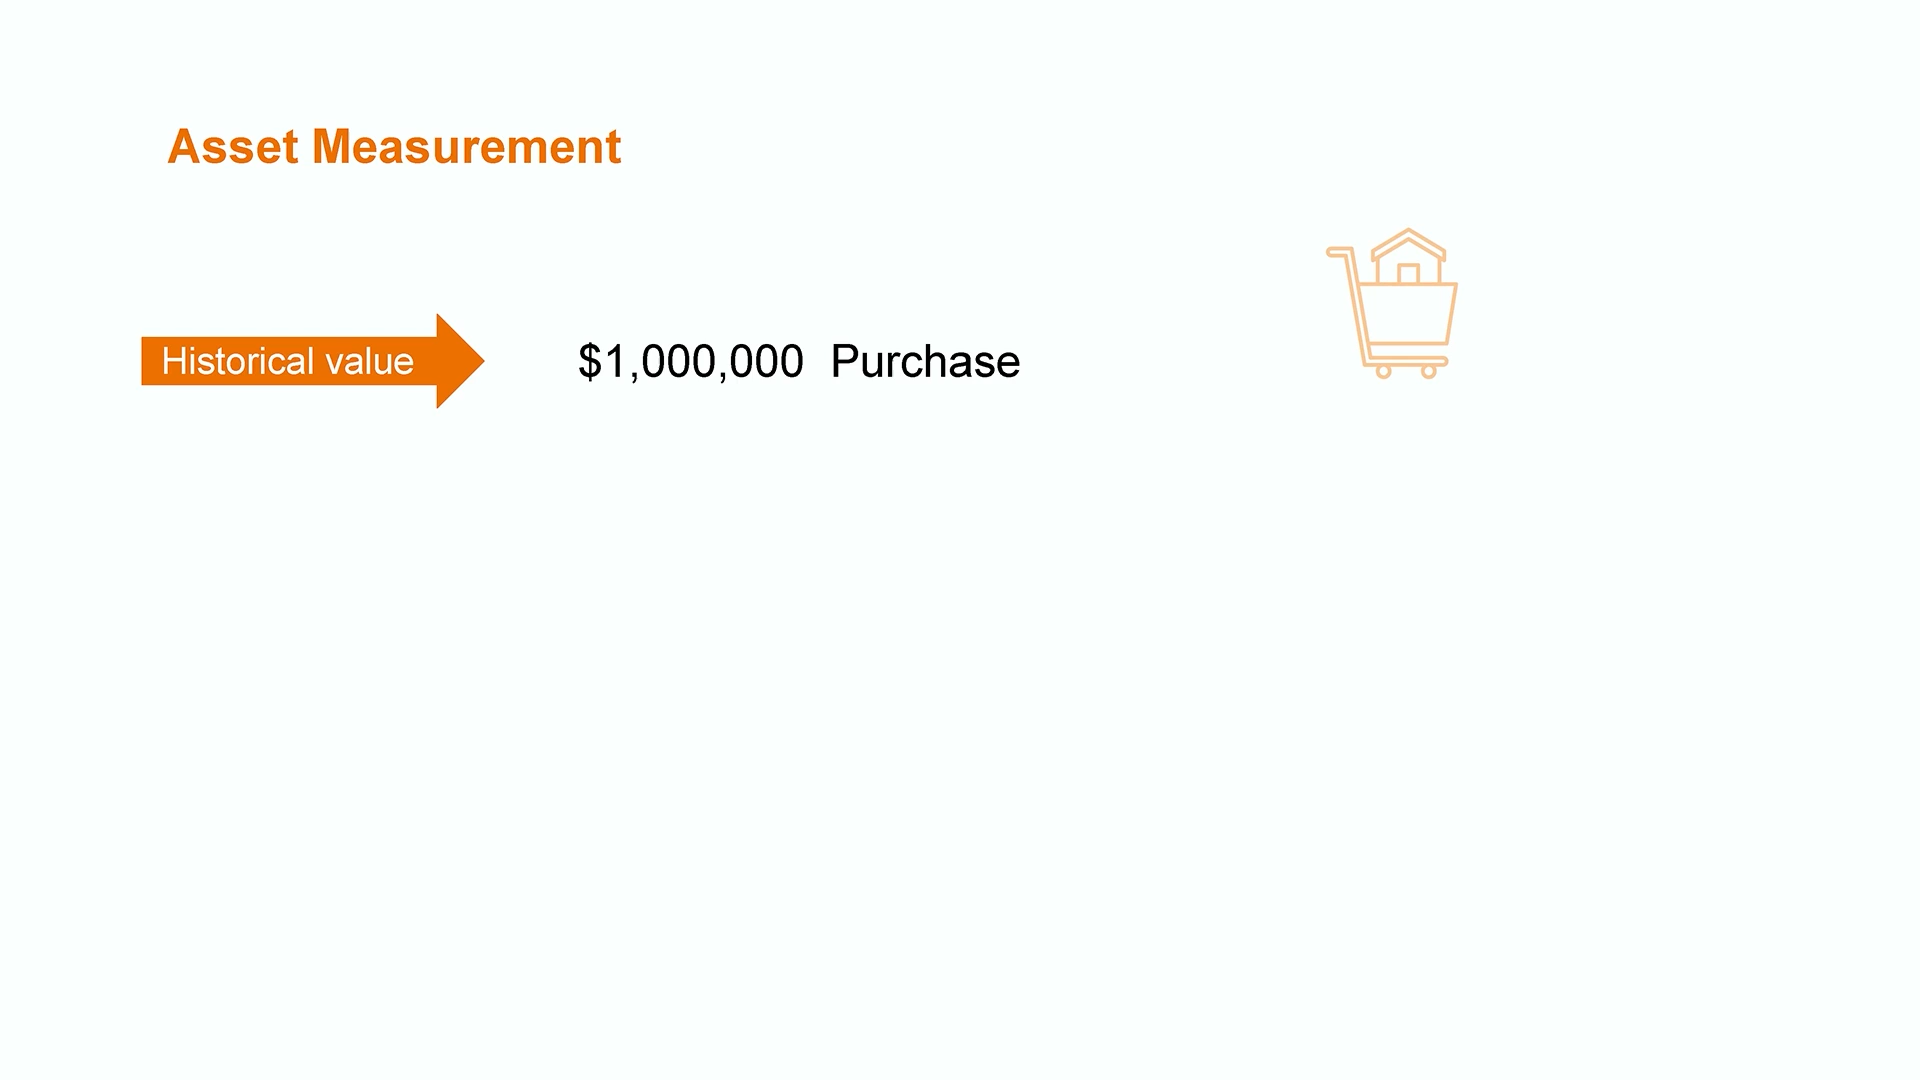 Asset Measurement
Historical value
$1,000,000 Purchase